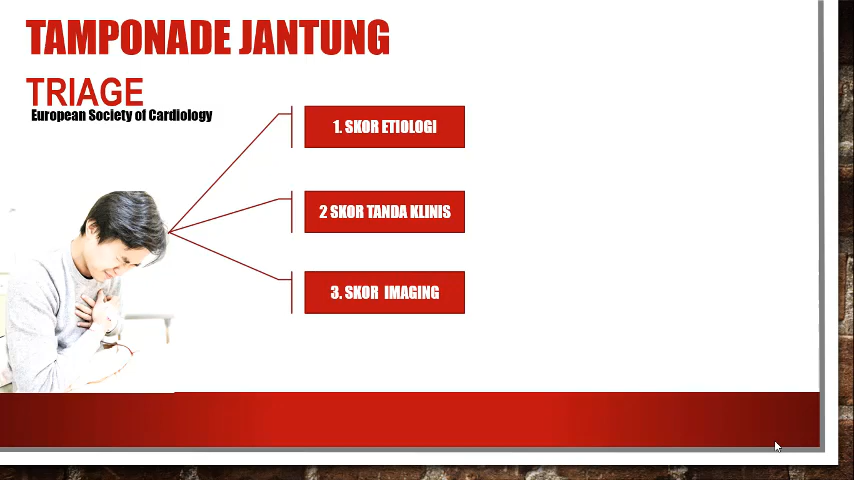 TAMPONADE JANTUNG
TRIAGE
European Society of Cardiology
1. SKOR ETIOLOGI
2 SKOR TANDA KLINIS
3. SKOR IMAGING